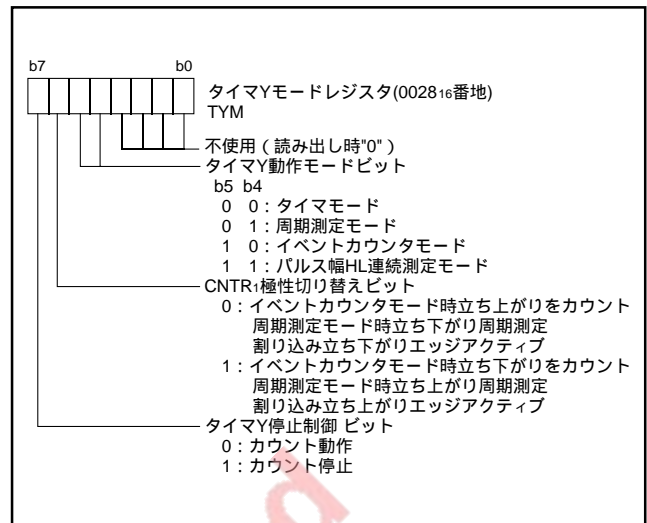 b7 b0
タイマYモードレジスタ(002816番地)
TYM
不使用(読み出し時"0")
タイマY動作モードビット
b5 b4
0 0:タイマモード
0 1:周期測定モード
1 0:イベントカウンタモード
1 1:パルス幅HL連続測定モード
CNTR1極性切り替えビット
0:イベントカウンタモード時立ち上がりをカウント
周期測定モード時立ち下がり周期測定
割り込み立ち下がりエッジアクティブ
1:イベントカウンタモード時立ち下がりをカウント
周期測定モード時立ち上がり周期測定
割り込み立ち上がりエッジアクティブ
タイマY停止制御 ビット
0:カウント動作
1:カウント停止
d